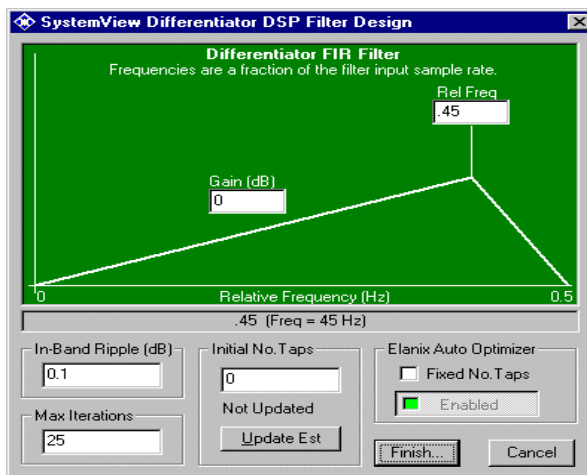 SystemView Differentiator DSP Filter Design
Differentiator FIR Filter
Frequencies are a fraction of the filter input sample rate.
Rel Freq
.45
Gain (dB)
0
0 Relative Frequency (Hz) 0.5
.45 (Freq = 45 Hz)
In-Band Ripple (dB)
0.1
Max Iterations
25
Initial No.Taps
0
Not Updated
Update Est
Elanix Auto Optimizer
Fixed No.Taps
Enabled
Finish...
Cancel